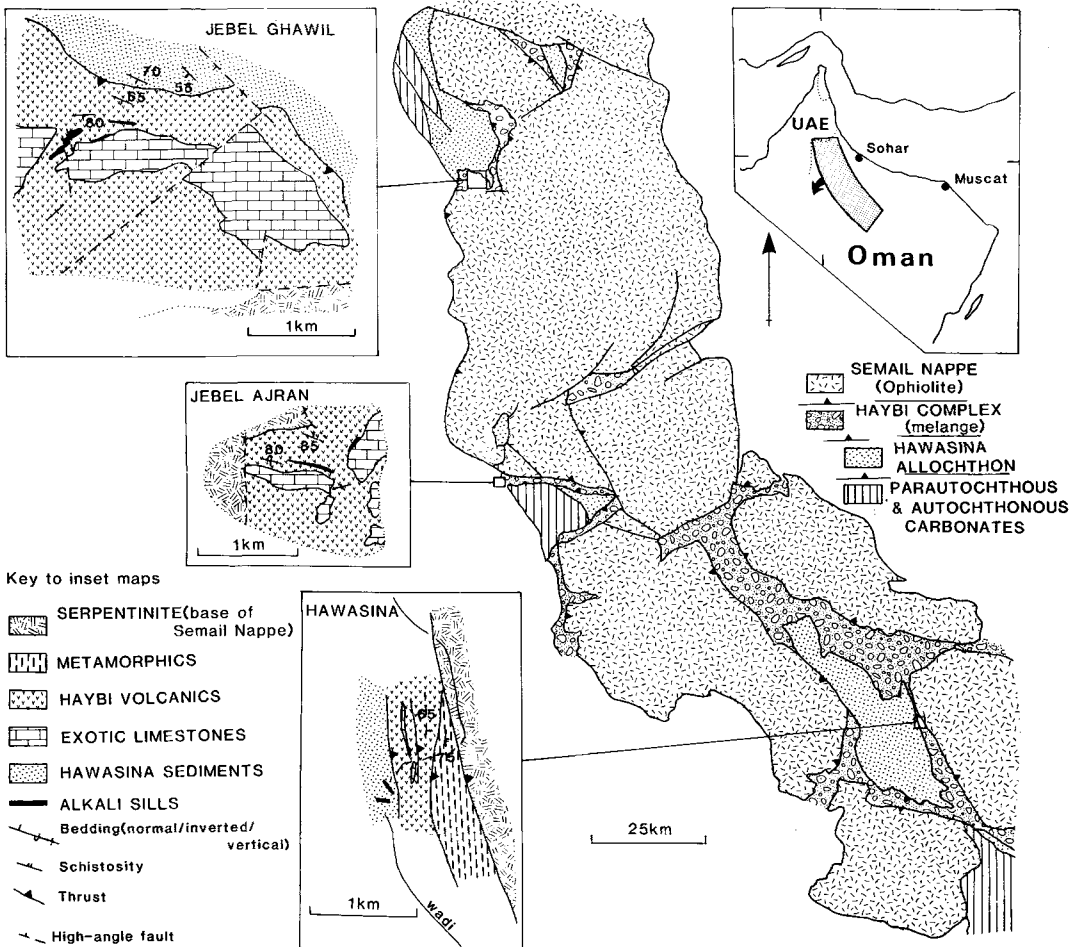 JEBEL GHAWIL
70
55
65
80
1km
UAE
Sohar
Muscat
Oman
SEMAIL NAPPE
(Ophiolite)
HAYBI COMPLEX
(melange)
HAWASINA
ALLOCHTHON
PARAUTOCHTHOUS
& AUTOCHTHONOUS
CARBONATES
JEBEL AJRAN
80
85
1km
Key to inset maps
SERPENTINITE(base of
Semail Nappe)
METAMORPHICS
HAYBI VOLCANICS
EXOTIC LIMESTONES
HAWASINA SEDIMENTS
ALKALI SILLS
Bedding(normal/inverted/
vertical)
Schistosity
Thrust
High-angle fault
HAWASINA
65
1km
wadi
25km